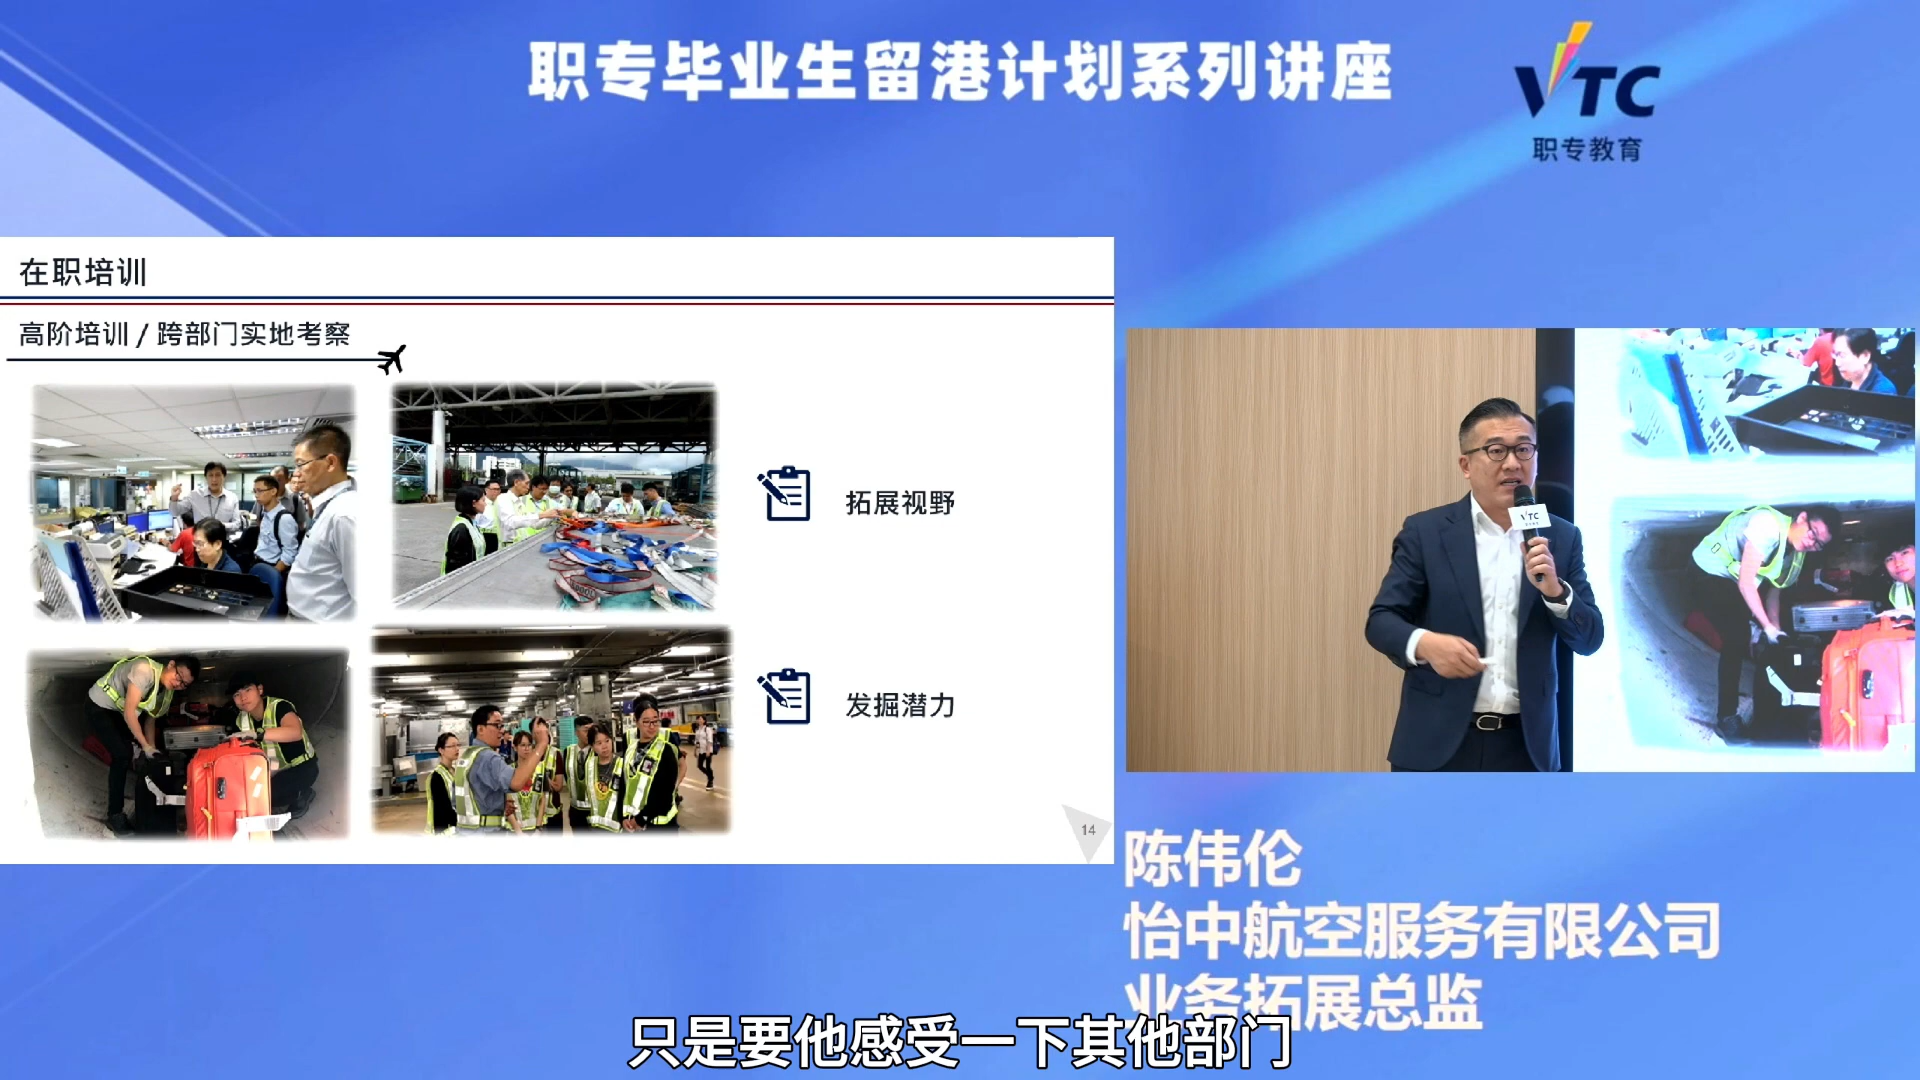 职专毕业生留港计划系列讲座
VTC
职专教育
在职培训
高阶培训 / 跨部门实地考察
拓展视野
发掘潜力
14
VTC
陈伟伦
怡中航空服务有限公司
业务拓展总监
只是要他感受一下其他部门